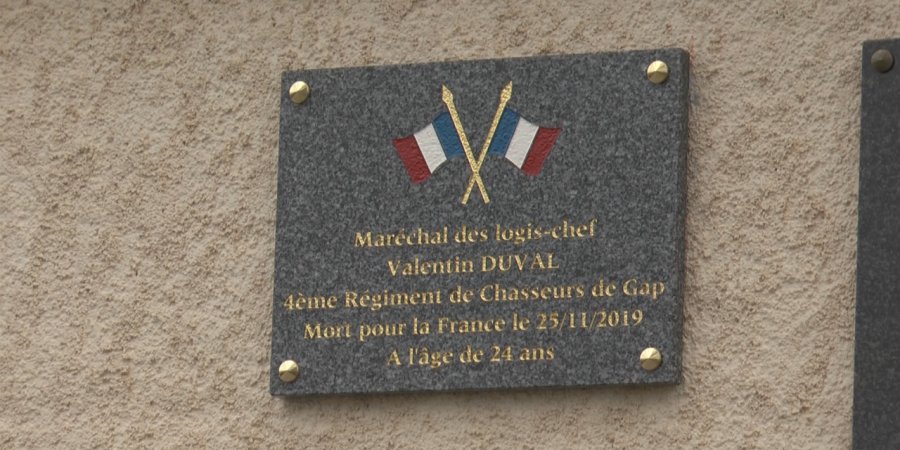 Maréchal des logis-chef
Valentin DUVAL
4ème Régiment de Chasseurs de Gap
Mort pour la France le 25/11/2019
A l'âge de 24 ans